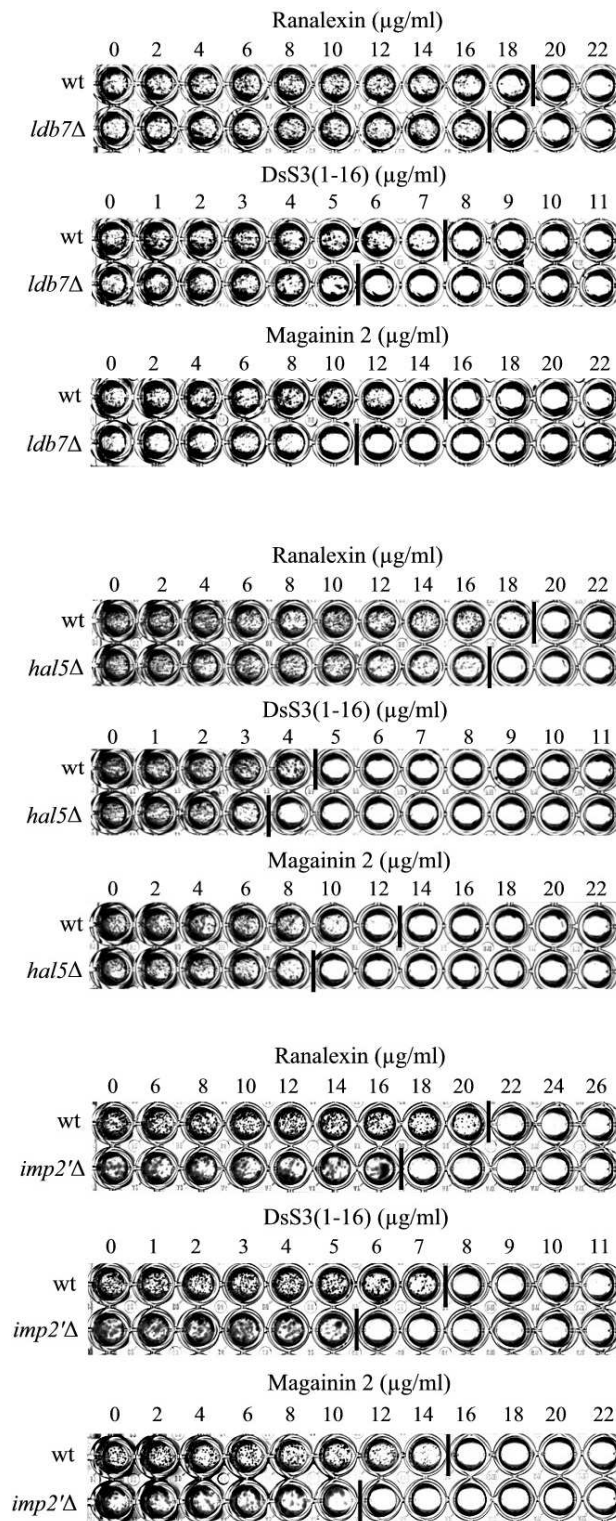 Ranalexin (µg/ml)
0 2 4 6 8 10 12 14 16 18 20 22
wt
ldb7Δ
DsS3(1-16) (µg/ml)
0 1 2 3 4 5 6 7 8 9 10 11
wt
ldb7Δ
Magainin 2 (µg/ml)
0 2 4 6 8 10 12 14 16 18 20 22
wt
ldb7Δ
Ranalexin (µg/ml)
0 2 4 6 8 10 12 14 16 18 20 22
wt
hal5Δ
DsS3(1-16) (µg/ml)
0 1 2 3 4 5 6 7 8 9 10 11
wt
hal5Δ
Magainin 2 (µg/ml)
0 2 4 6 8 10 12 14 16 18 20 22
wt
hal5Δ
Ranalexin (µg/ml)
0 6 8 10 12 14 16 18 20 22 24 26
wt
imp2'Δ
DsS3(1-16) (µg/ml)
0 1 2 3 4 5 6 7 8 9 10 11
wt
imp2'Δ
Magainin 2 (µg/ml)
0 2 4 6 8 10 12 14 16 18 20 22
wt
imp2'Δ